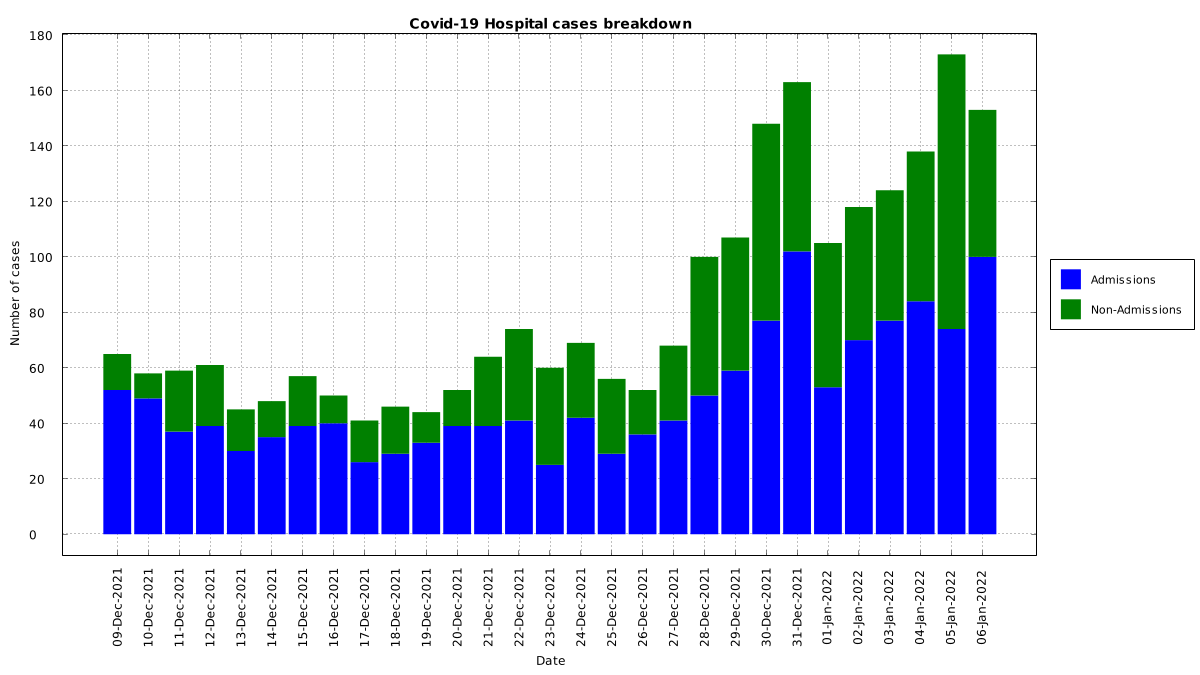 Covid-19 Hospital cases breakdown
180
160
140
120
100
80
60
40
20
0
Number of cases
09-Dec-2021
10-Dec-2021
11-Dec-2021
12-Dec-2021
13-Dec-2021
14-Dec-2021
15-Dec-2021
16-Dec-2021
17-Dec-2021
18-Dec-2021
19-Dec-2021
20-Dec-2021
21-Dec-2021
22-Dec-2021
23-Dec-2021
24-Dec-2021
25-Dec-2021
26-Dec-2021
27-Dec-2021
28-Dec-2021
29-Dec-2021
30-Dec-2021
31-Dec-2021
01-Jan-2022
02-Jan-2022
03-Jan-2022
04-Jan-2022
05-Jan-2022
06-Jan-2022
Date
Admissions
Non-Admissions